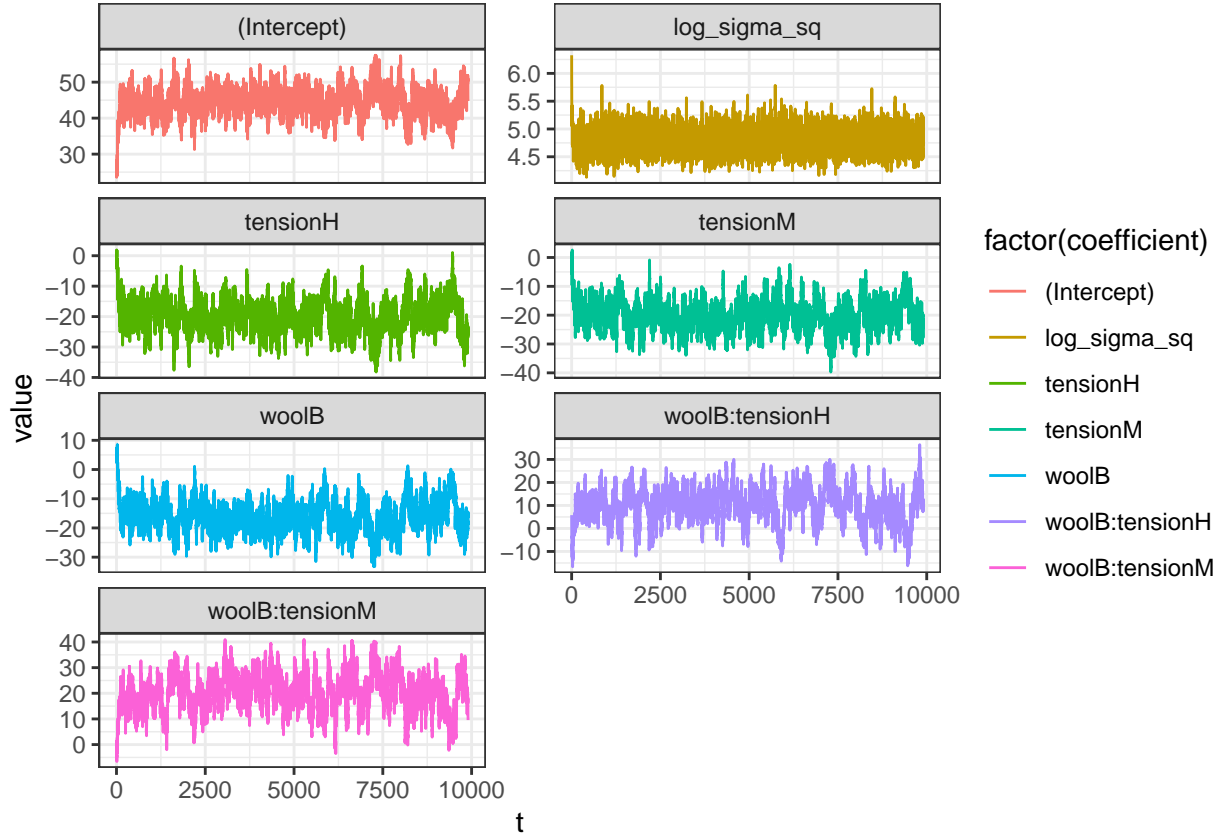 (Intercept)
log_sigma_sq
50
40
30
6.0
5.5
5.0
4.5
tensionH
tensionM
0
−10
−20
−30
−40
0
−10
−20
−30
−40
woolB
woolB:tensionH
10
0
−10
−20
−30
30
20
10
0
−10
0
2500
5000
7500
10000
woolB:tensionM
40
30
20
10
0
0
2500
5000
7500
10000
t
value
factor(coefficient)
(Intercept)
log_sigma_sq
tensionH
tensionM
woolB
woolB:tensionH
woolB:tensionM